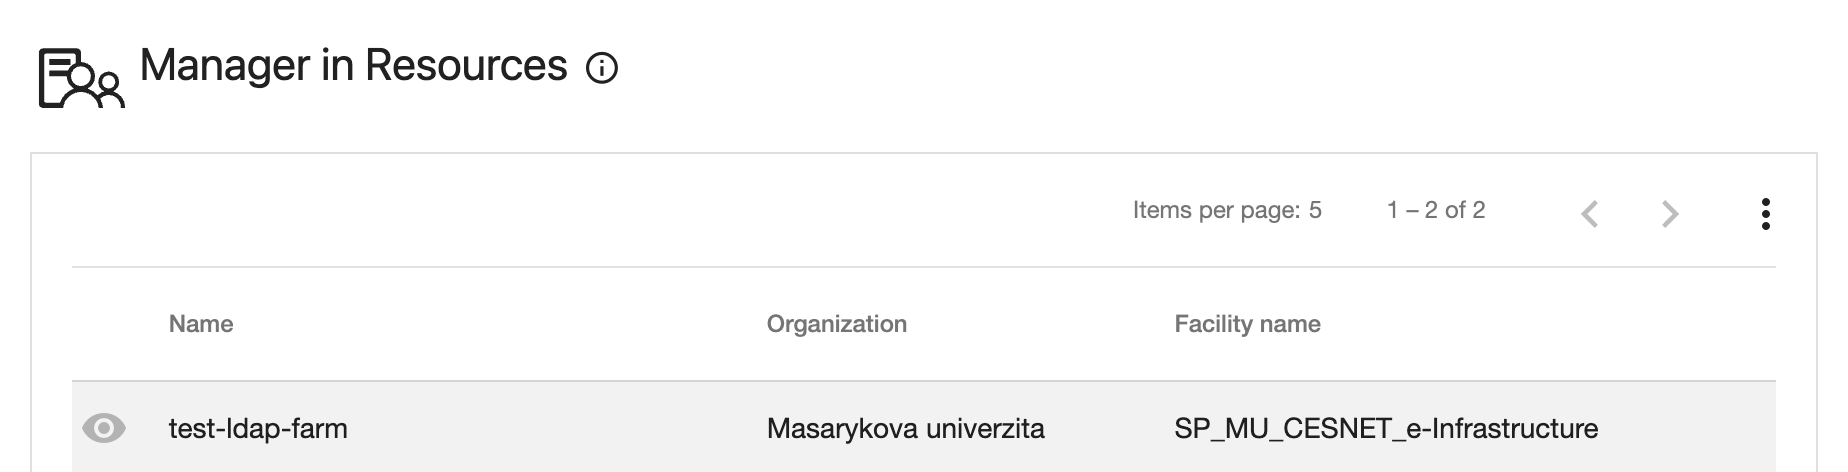 Manager in Resources
Items per page: 5 1 – 2 of 2
Name Organization Facility name
test-ldap-farm Masarykova univerzita SP_MU_CESNET_e-Infrastructure